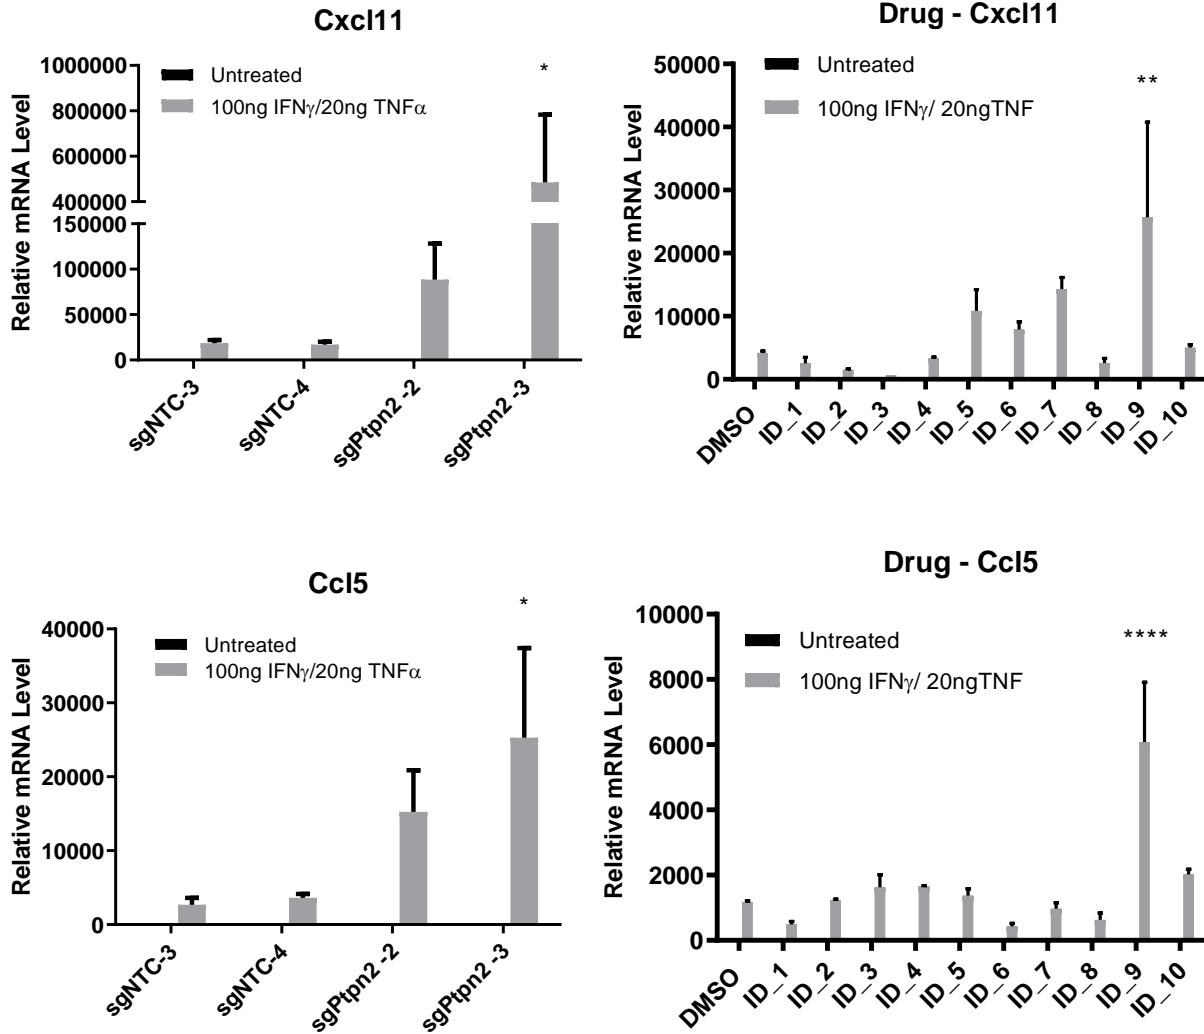 Cxcl11
Relative mRNA Level
1000000
800000
600000
400000
150000
100000
50000
0
Untreated
100ng IFNγ/20ng TNFα
*
sgNTC-3
sgNTC-4
sgPtpn2 -2
sgPtpn2 -3
Drug - Cxcl11
Relative mRNA Level
50000
40000
30000
20000
10000
0
Untreated
100ng IFNγ/ 20ngTNF
**
DMSO
ID_1
ID_2
ID_3
ID_4
ID_5
ID_6
ID_7
ID_8
ID_9
ID_10
Ccl5
Relative mRNA Level
40000
30000
20000
10000
0
Untreated
100ng IFNγ/20ng TNFα
*
sgNTC-3
sgNTC-4
sgPtpn2 -2
sgPtpn2 -3
Drug - Ccl5
Relative mRNA Level
10000
8000
6000
4000
2000
0
Untreated
100ng IFNγ/ 20ngTNF
****
DMSO
ID_1
ID_2
ID_3
ID_4
ID_5
ID_6
ID_7
ID_8
ID_9
ID_10